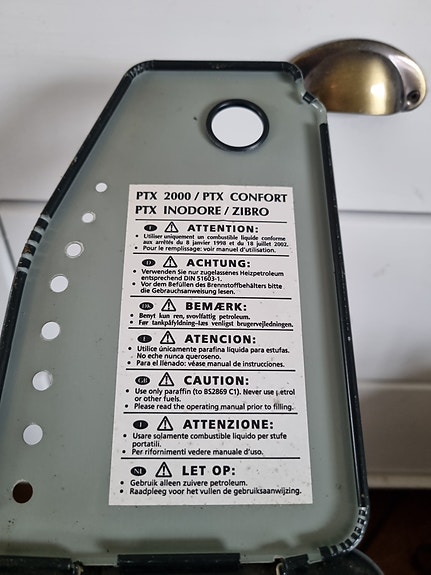 PTX 2000 / PTX CONFORT
PTX INODORE / ZIBRO
F ATTENTION:
• Utiliser uniquement un combustible liquide conforme
aux arrêtés du 8 janvier 1998 et du 18 juillet 2002.
• Pour le remplissage: voir manuel d'utilisation.
D ACHTUNG:
• Verwenden Sie nur zugelassenes Heizpetroleum
entsprechend DIN 51603-1.
• Vor dem Befüllen des Brennstoffbehälters bitte
die Gebrauchsanweisung lesen.
DK BEMÆRK:
• Benyt kun ren, svovlfattig petroleum.
• Før tankpåfyldning-læs venligst brugervejledningen.
E ATENCION:
• Utilice únicamente parafina líquida para estufas.
No eche nunca queroseno.
• Para el llenado: véase manual de instrucciones.
GB CAUTION:
• Use only paraffin (to BS2869 C1). Never use petrol
or other fuels.
• Please read the operating manual prior to filling.
I ATTENZIONE:
• Usare solamente combustible liquido per stufe
portatili.
• Per rifornimenti vedere manuale d'uso.
NL LET OP:
• Gebruik alleen zuivere petroleum.
• Raadpleeg voor het vullen de gebruiksaanwijzing.